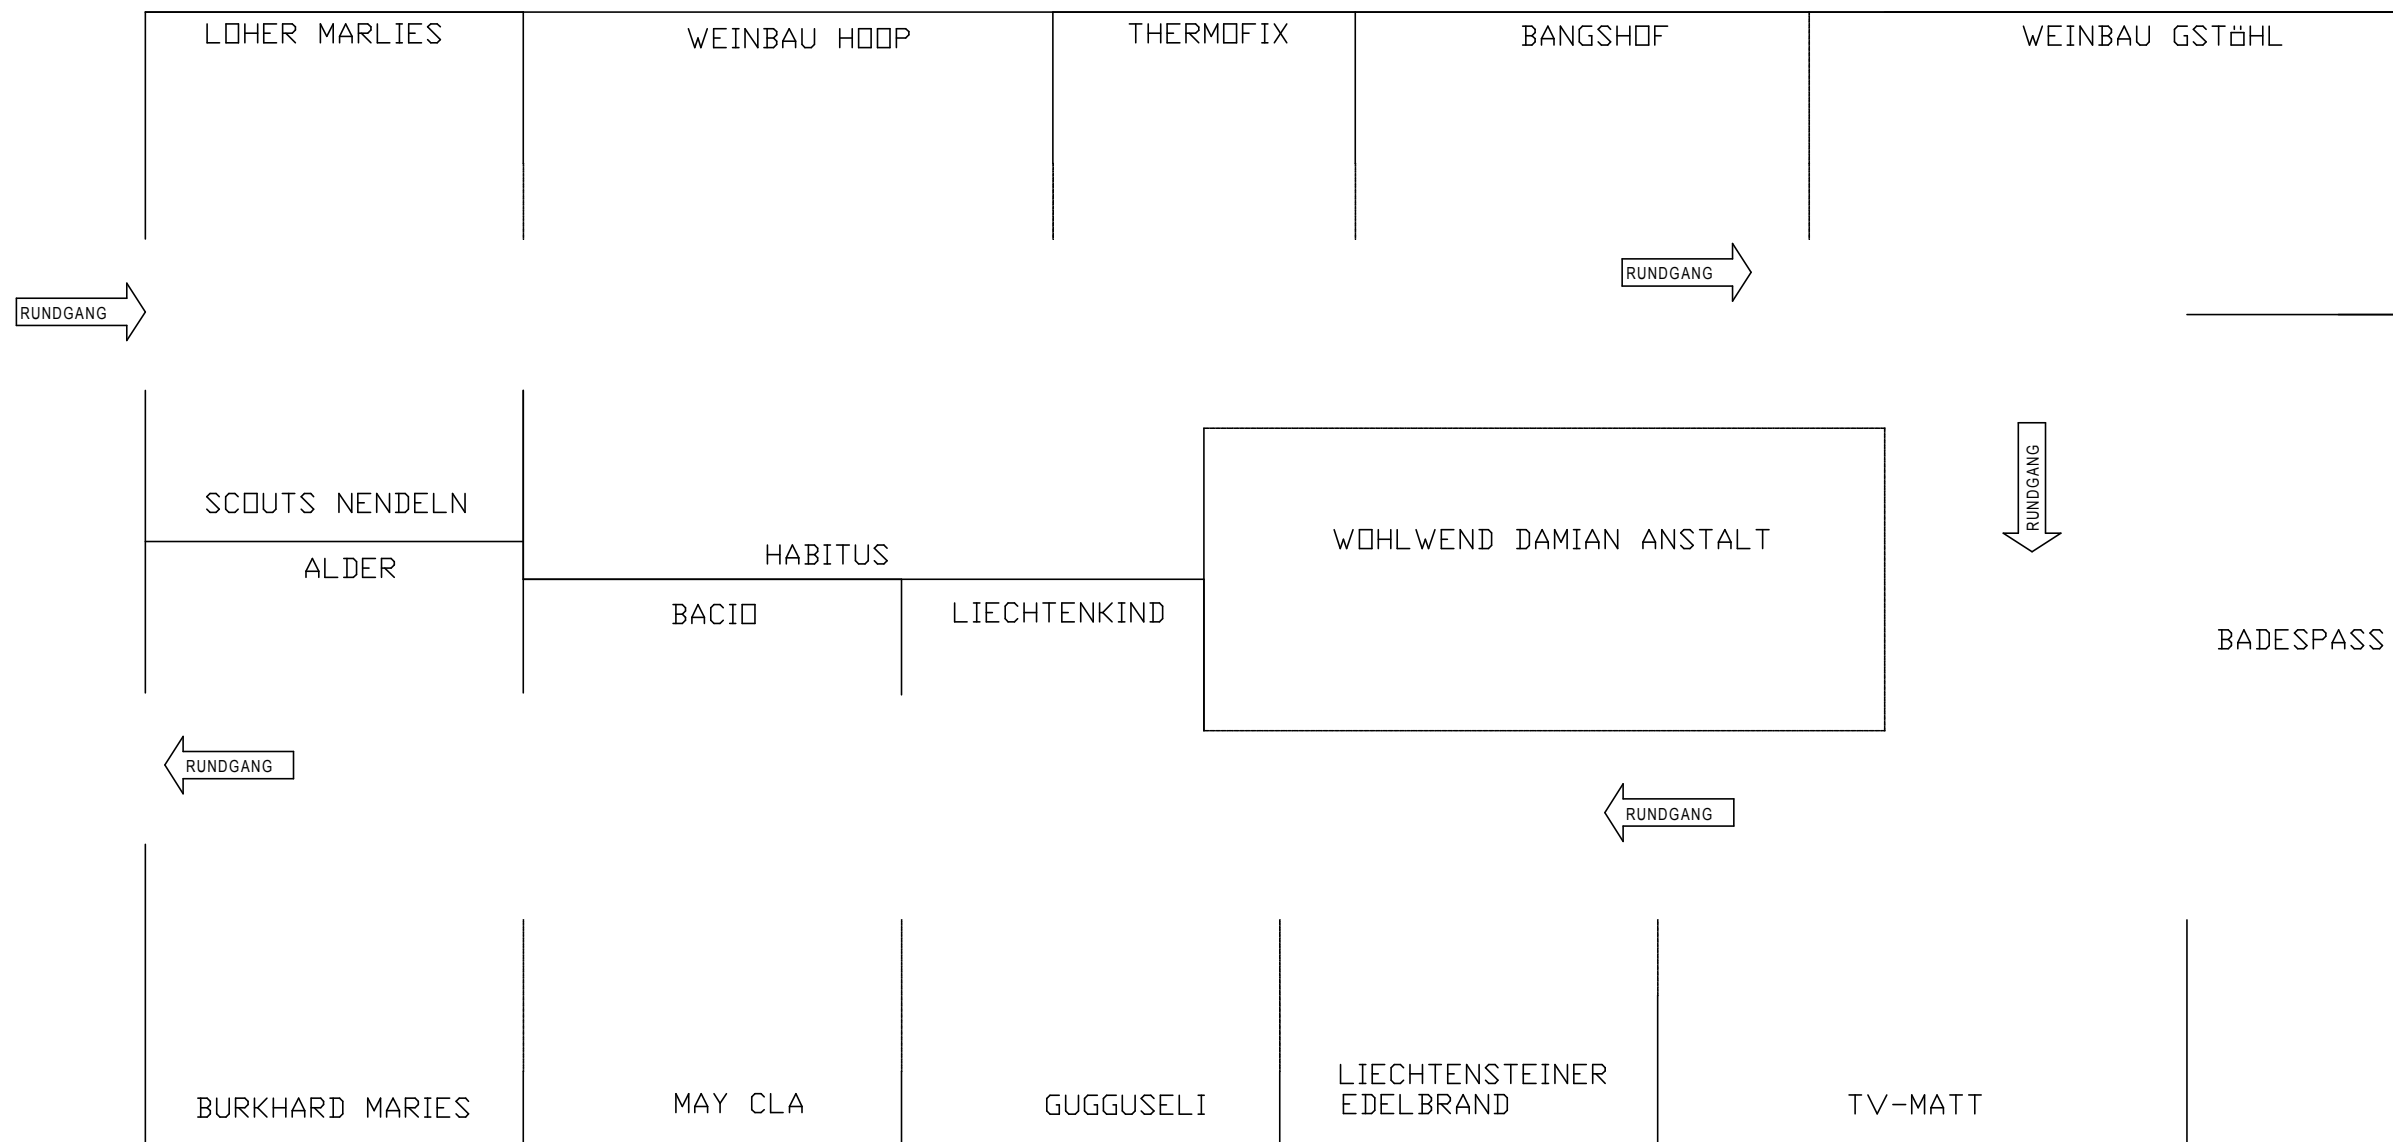 LOHER MARLIES
WEINBAU HOOP
THERMOFIX
BANGSHOF
WEINBAU GSTÖHL
RUNDGANG
RUNDGANG
RUNDGANG
SCOUTS NENDELN
ALDER
HABITUS
BACIO
LIECHTENKIND
WOHLWEND DAMIAN ANSTALT
BADESPASS
RUNDGANG
RUNDGANG
BURKHARD MARIES
MAY CLA
GUGGUSELI
LIECHTENSTEINER
EDELBRAND
TV-MATT